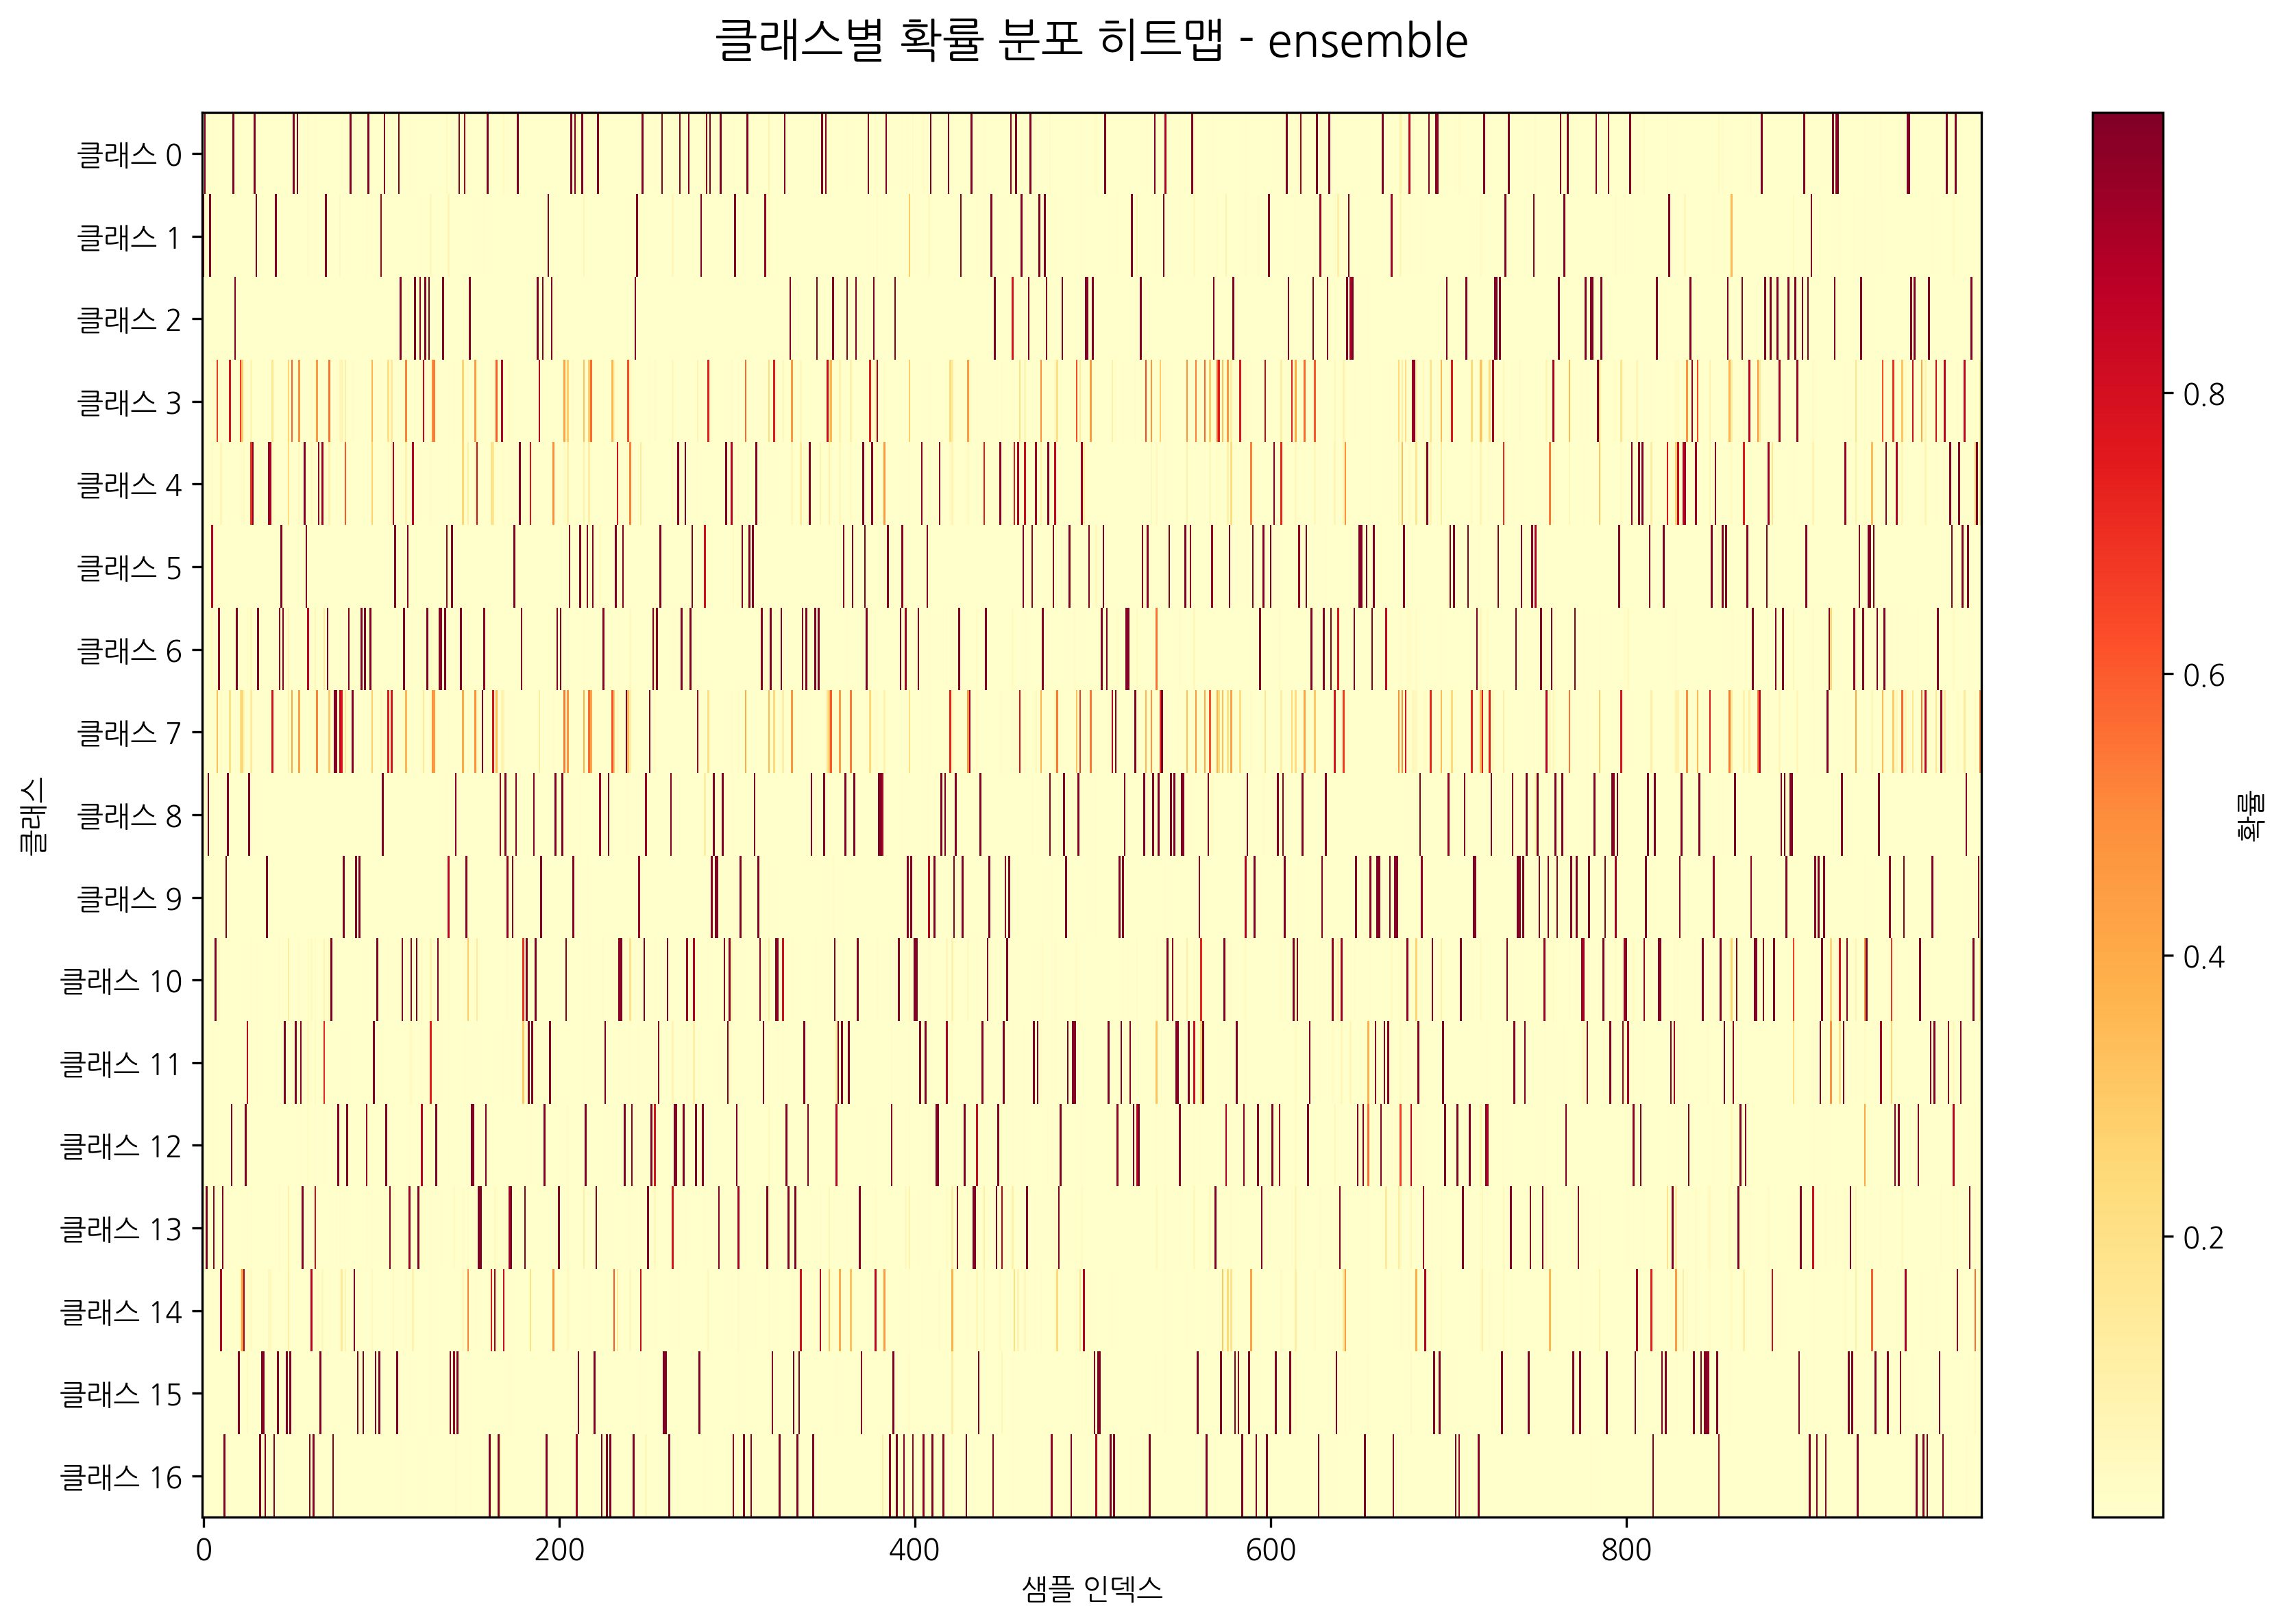 클래스별 확률 분포 히트맵 - ensemble
클래스
클래스 0
클래스 1
클래스 2
클래스 3
클래스 4
클래스 5
클래스 6
클래스 7
클래스 8
클래스 9
클래스 10
클래스 11
클래스 12
클래스 13
클래스 14
클래스 15
클래스 16
0 200 400 600 800
샘플 인덱스
0.8
0.6
0.4
0.2
확률